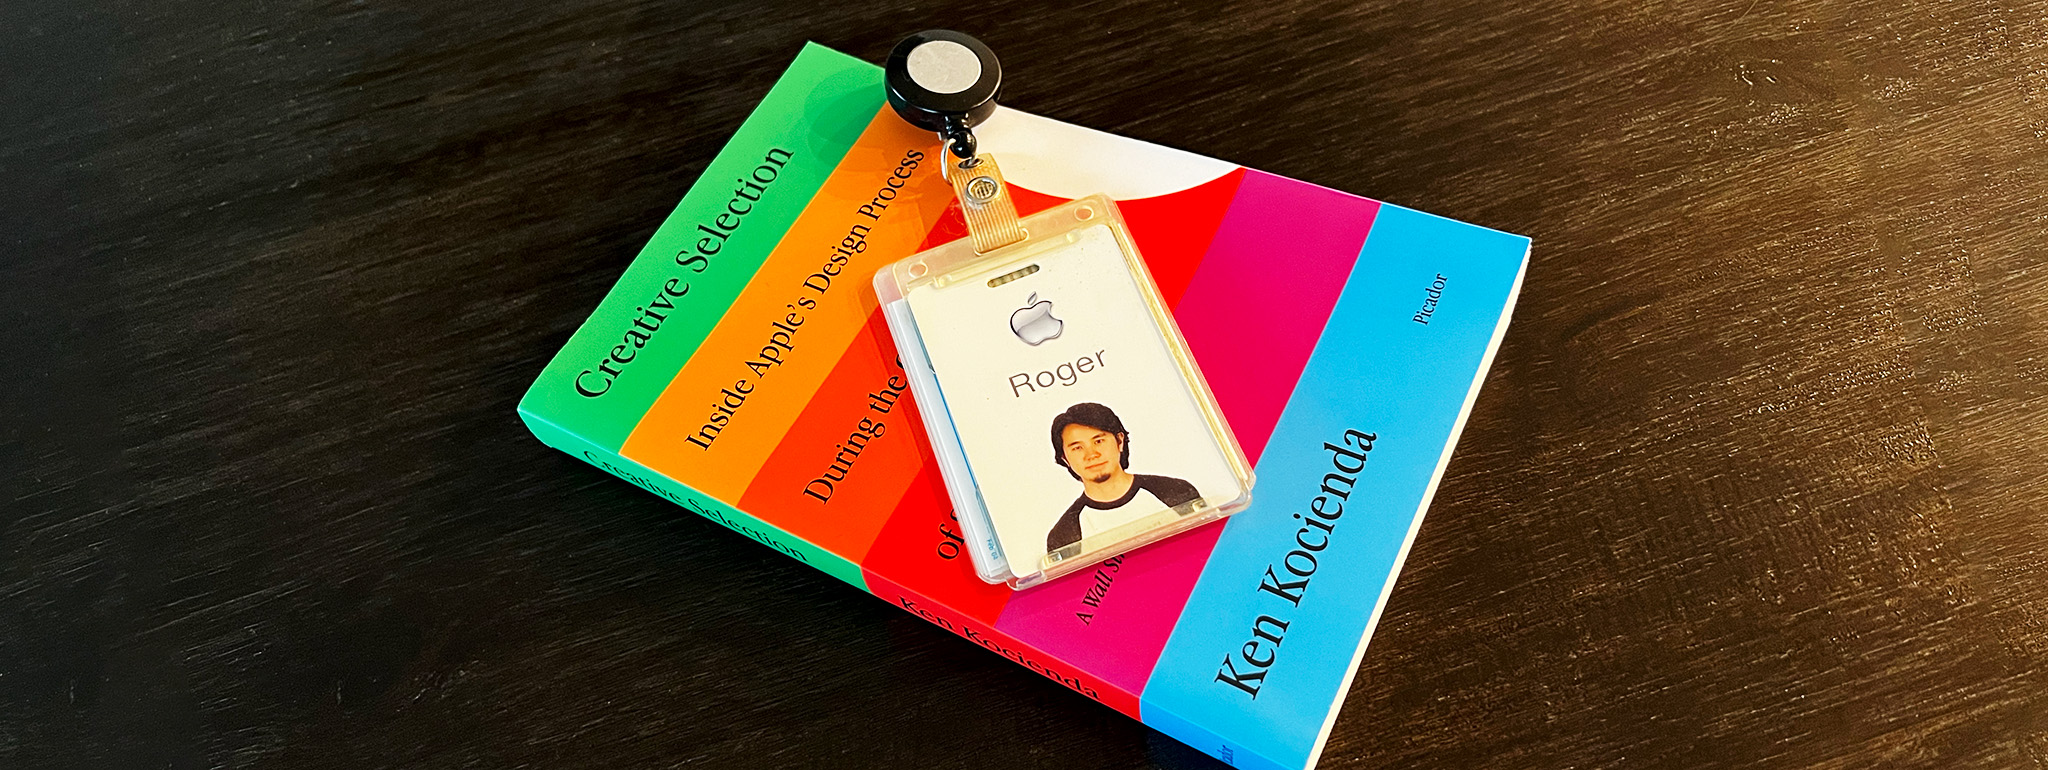 Creative Selection
Inside Apple's Design Process
During the
of
A Wall
Ken Kocienda
Picador
Roger
Creative Selection
Ken Kocienda